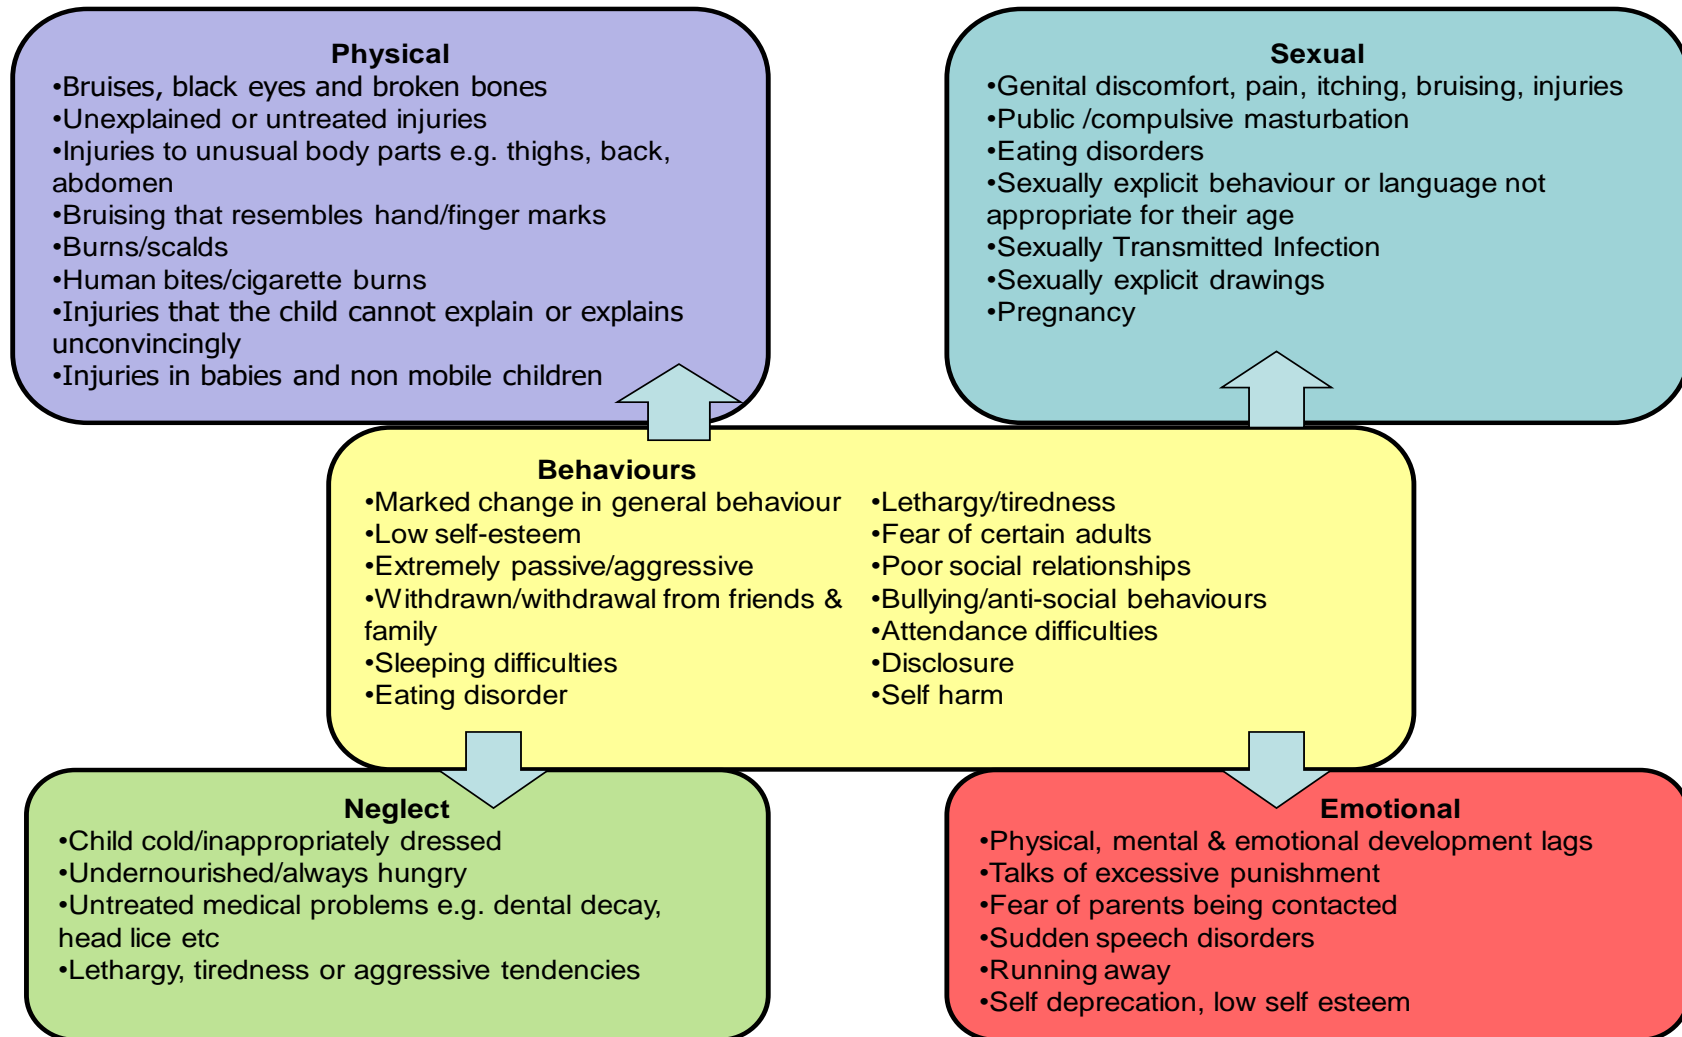 Physical
•Bruises, black eyes and broken bones
•Unexplained or untreated injuries
•Injuries to unusual body parts e.g. thighs, back,
abdomen
•Bruising that resembles hand/finger marks
•Burns/scalds
•Human bites/cigarette burns
•Injuries that the child cannot explain or explains
unconvincingly
•Injuries in babies and non mobile children
Sexual
•Genital discomfort, pain, itching, bruising, injuries
•Public /compulsive masturbation
•Eating disorders
•Sexually explicit behaviour or language not
appropriate for their age
•Sexually Transmitted Infection
•Sexually explicit drawings
•Pregnancy
Behaviours
•Marked change in general behaviour
•Low self-esteem
•Extremely passive/aggressive
•Withdrawn/withdrawal from friends &
family
•Sleeping difficulties
•Eating disorder
•Lethargy/tiredness
•Fear of certain adults
•Poor social relationships
•Bullying/anti-social behaviours
•Attendance difficulties
•Disclosure
•Self harm
Neglect
•Child cold/inappropriately dressed
•Undernourished/always hungry
•Untreated medical problems e.g. dental decay,
head lice etc
•Lethargy, tiredness or aggressive tendencies
Emotional
•Physical, mental & emotional development lags
•Talks of excessive punishment
•Fear of parents being contacted
•Sudden speech disorders
•Running away
•Self deprecation, low self esteem